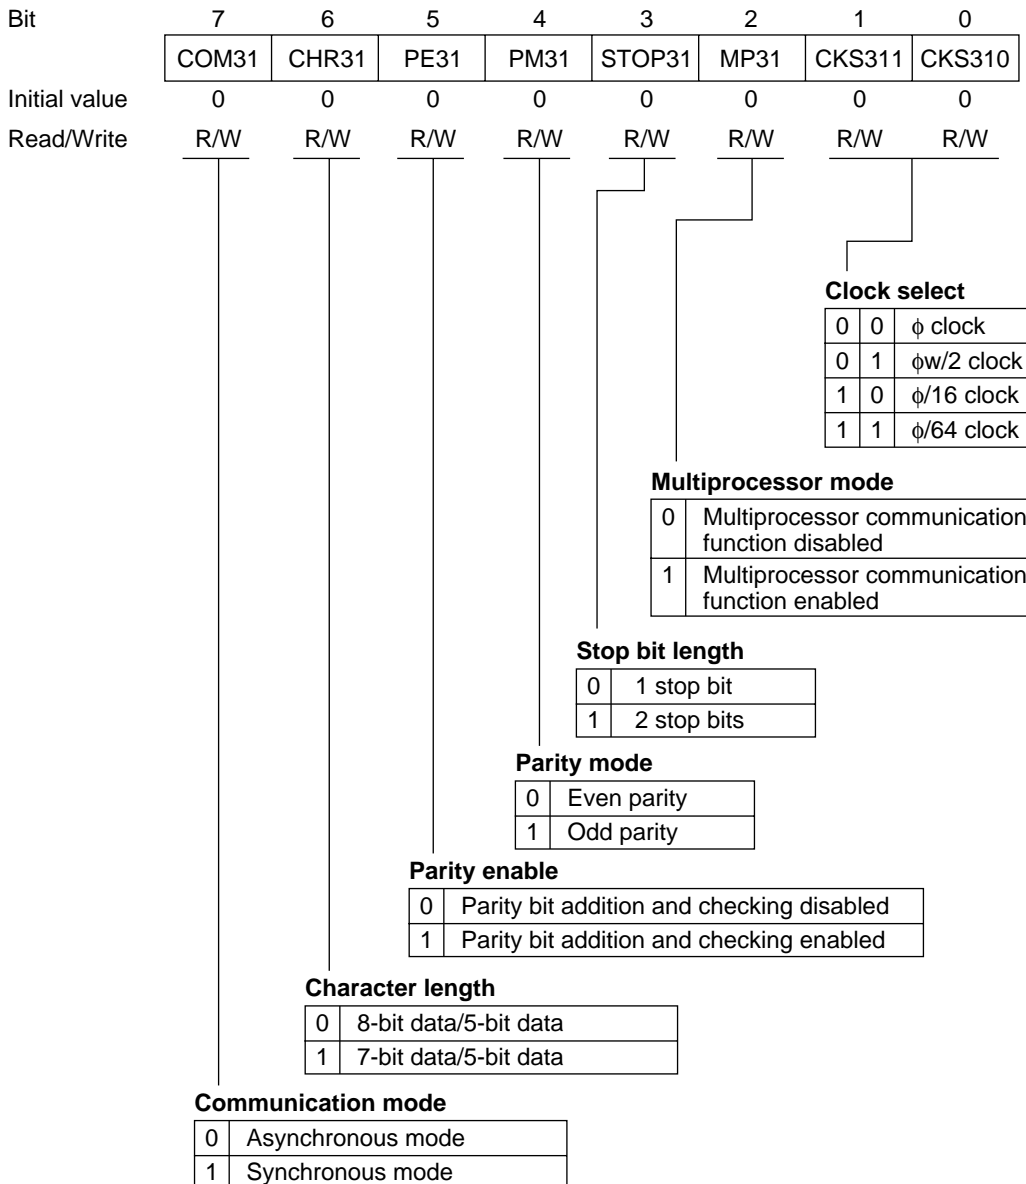 Bit 7 6 5 4 3 2 1 0
COM31 CHR31 PE31 PM31 STOP31 MP31 CKS311 CKS310
Initial value 0 0 0 0 0 0 0 0
Read/Write R/W R/W R/W R/W R/W R/W R/W R/W
Clock select
0 0 ϕ clock
0 1 ϕw/2 clock
1 0 ϕ/16 clock
1 1 ϕ/64 clock
Multiprocessor mode
0 Multiprocessor communication
function disabled
1 Multiprocessor communication
function enabled
Stop bit length
0 1 stop bit
1 2 stop bits
Parity mode
0 Even parity
1 Odd parity
Parity enable
0 Parity bit addition and checking disabled
1 Parity bit addition and checking enabled
Character length
0 8-bit data/5-bit data
1 7-bit data/5-bit data
Communication mode
0 Asynchronous mode
1 Synchronous mode